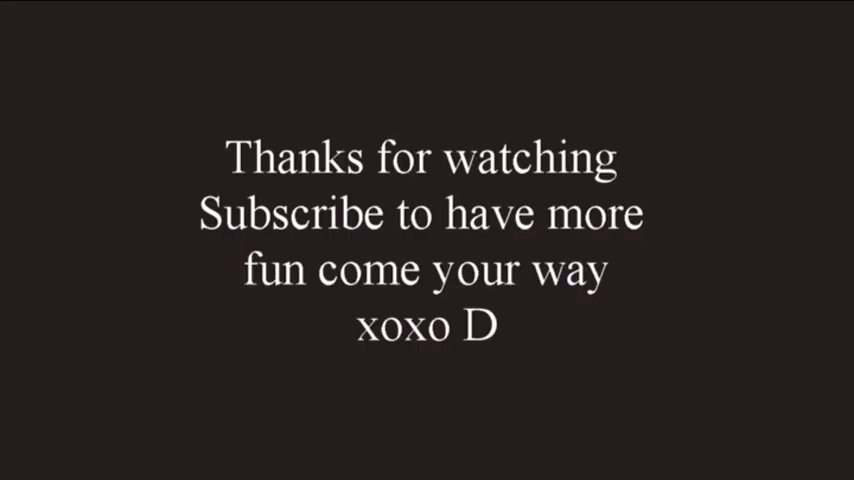 Thanks for watching
Subscribe to have more
fun come your way
xoxo D